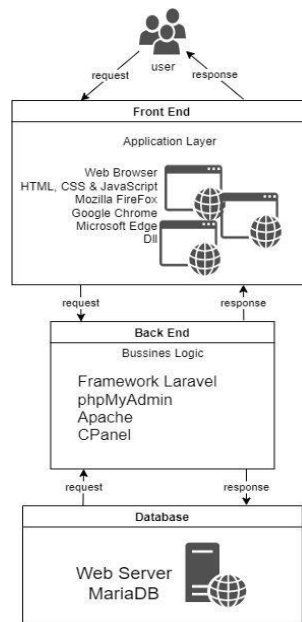 user
request
response
Front End
Application Layer
Web Browser
HTML, CSS & JavaScript
Mozilla FireFox
Google Chrome
Microsoft Edge
Dll
request
response
Back End
Bussines Logic
Framework Laravel
phpMyAdmin
Apache
CPanel
request
response
Database
Web Server
MariaDB